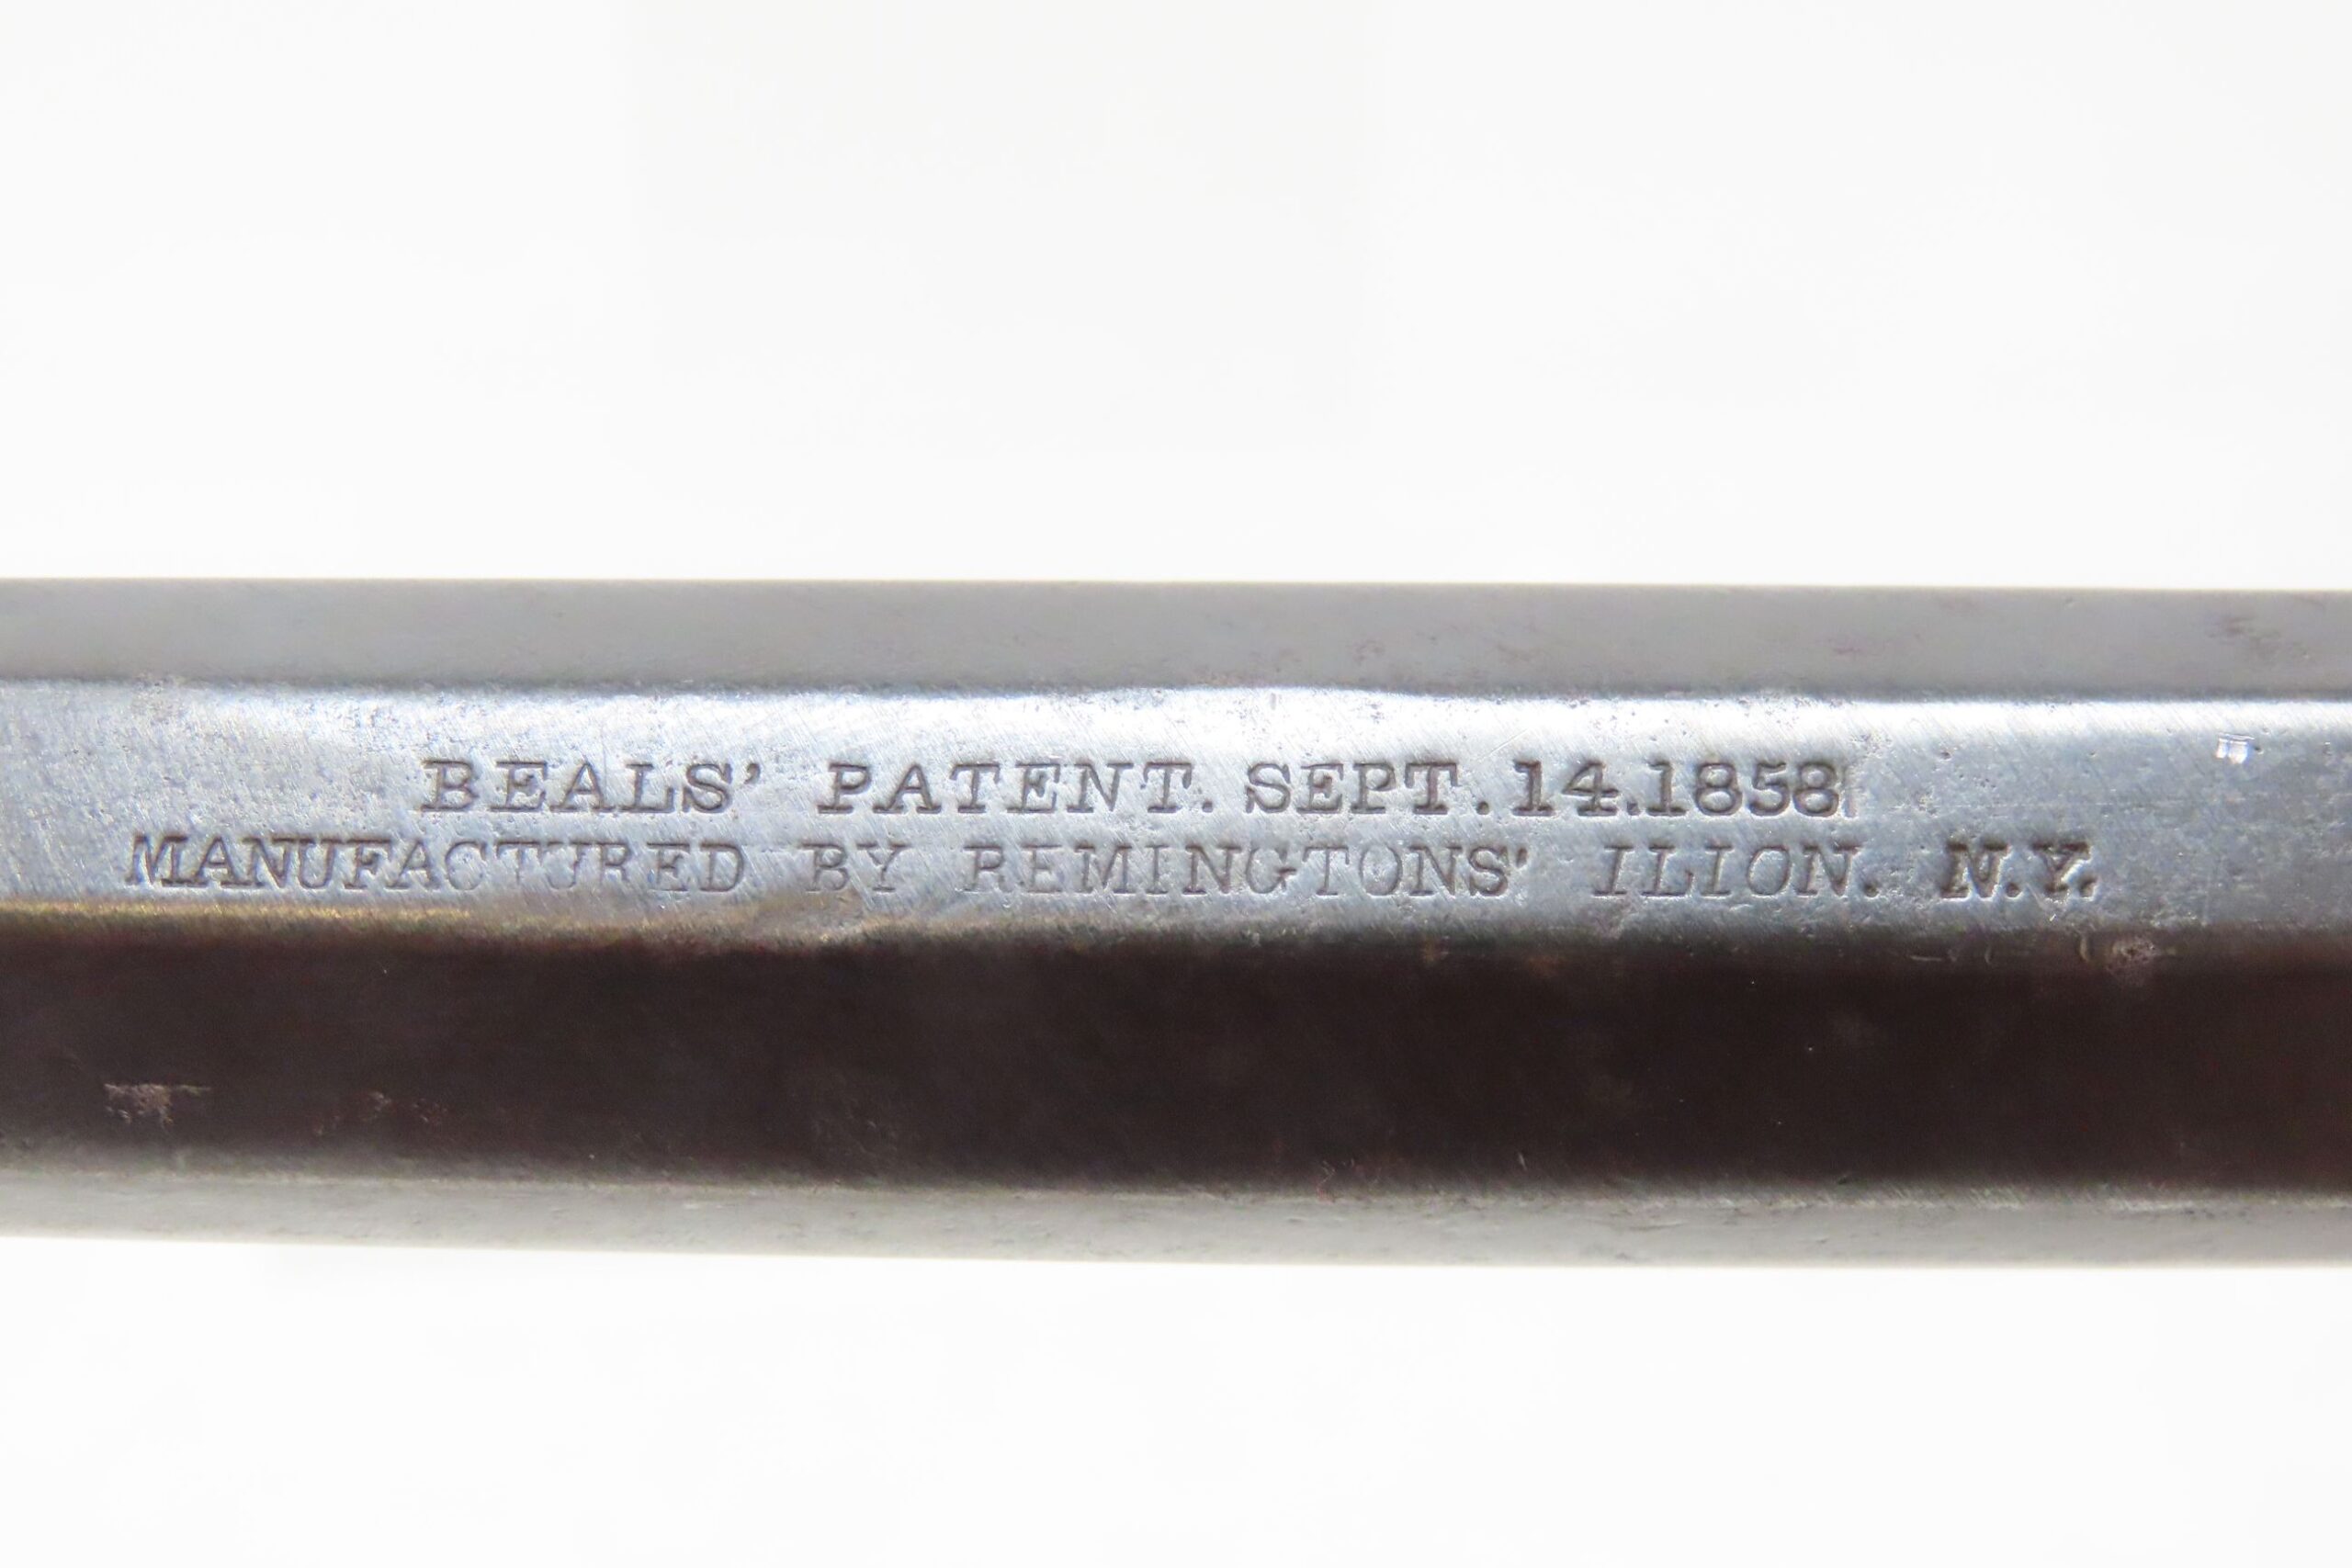 BEALS' PATENT. SEPT. 14.1858
MANUFACTURED BY REMINGTONS' ILION. N.Y.